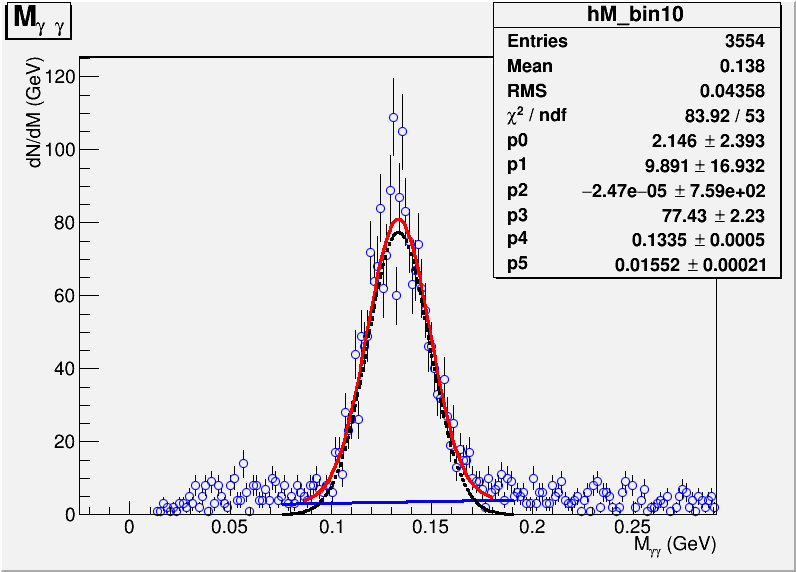 M_γγ
hM_bin10
Entries 3554
Mean 0.138
RMS 0.04358
χ² / ndf 83.92 / 53
p0 2.146 ± 2.393
p1 9.891 ± 16.932
p2 −2.47e−05 ± 7.59e+02
p3 77.43 ± 2.23
p4 0.1335 ± 0.0005
p5 0.01552 ± 0.00021
dN/dM (GeV)
120
100
80
60
40
20
0
0 0.05 0.1 0.15 0.2 0.25
M_γγ (GeV)